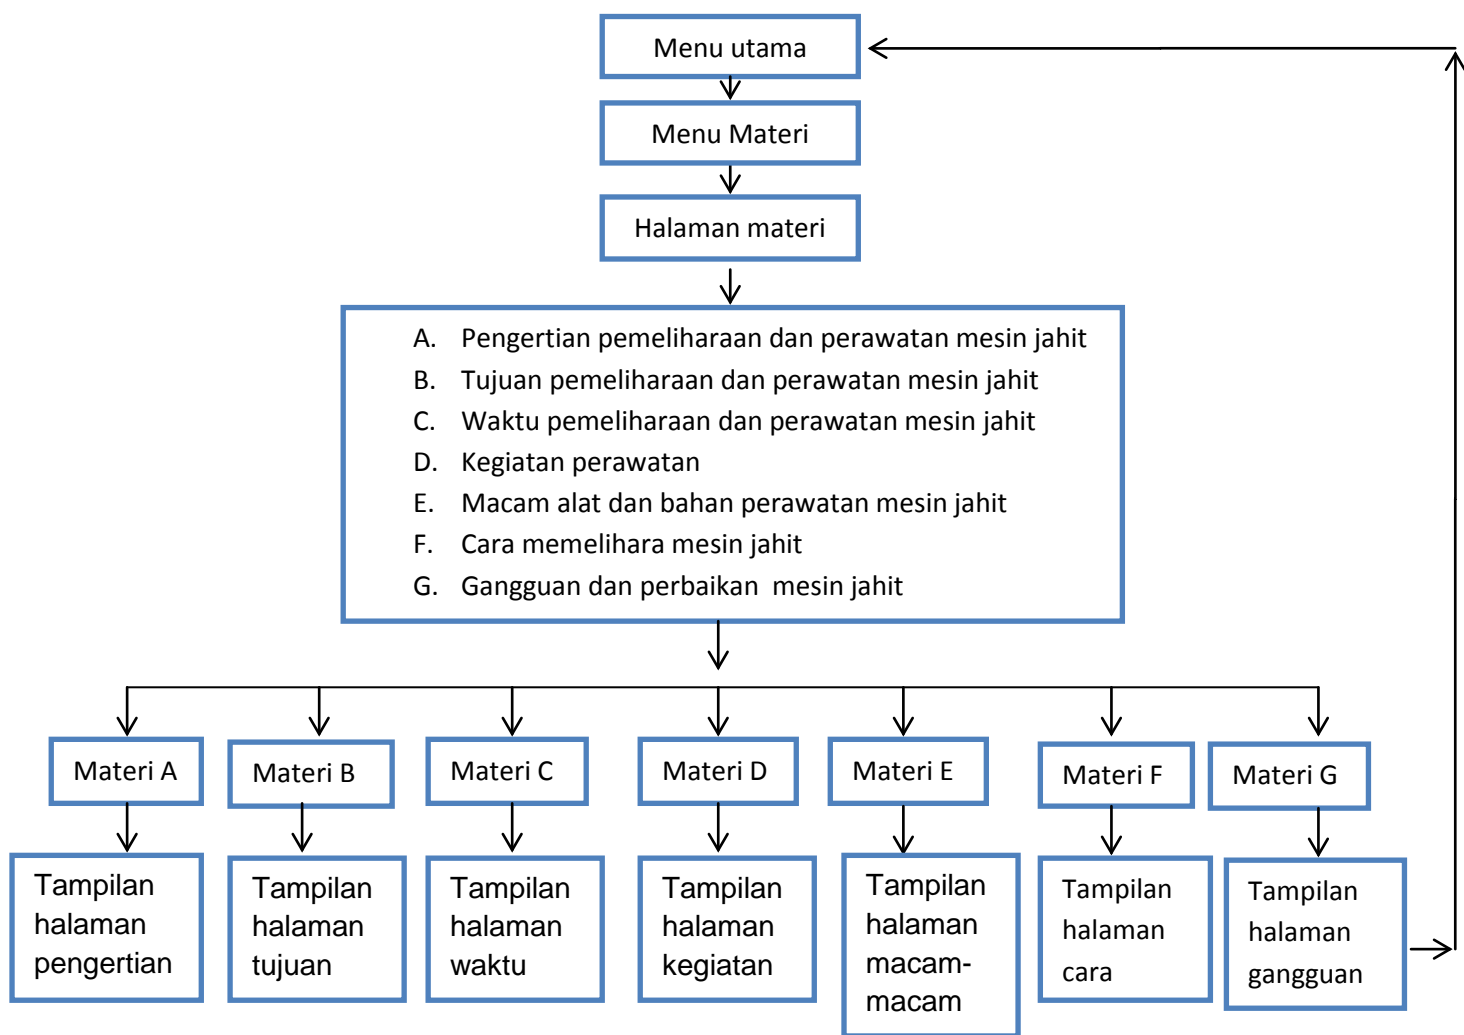 Menu utama
Menu Materi
Halaman materi
A. Pengertian pemeliharaan dan perawatan mesin jahit
B. Tujuan pemeliharaan dan perawatan mesin jahit
C. Waktu pemeliharaan dan perawatan mesin jahit
D. Kegiatan perawatan
E. Macam alat dan bahan perawatan mesin jahit
F. Cara memelihara mesin jahit
G. Gangguan dan perbaikan mesin jahit
Materi A
Materi B
Materi C
Materi D
Materi E
Materi F
Materi G
Tampilan
halaman
pengertian
Tampilan
halaman
tujuan
Tampilan
halaman
waktu
Tampilan
halaman
kegiatan
Tampilan
halaman
macam-
macam
Tampilan
halaman
cara
Tampilan
halaman
gangguan